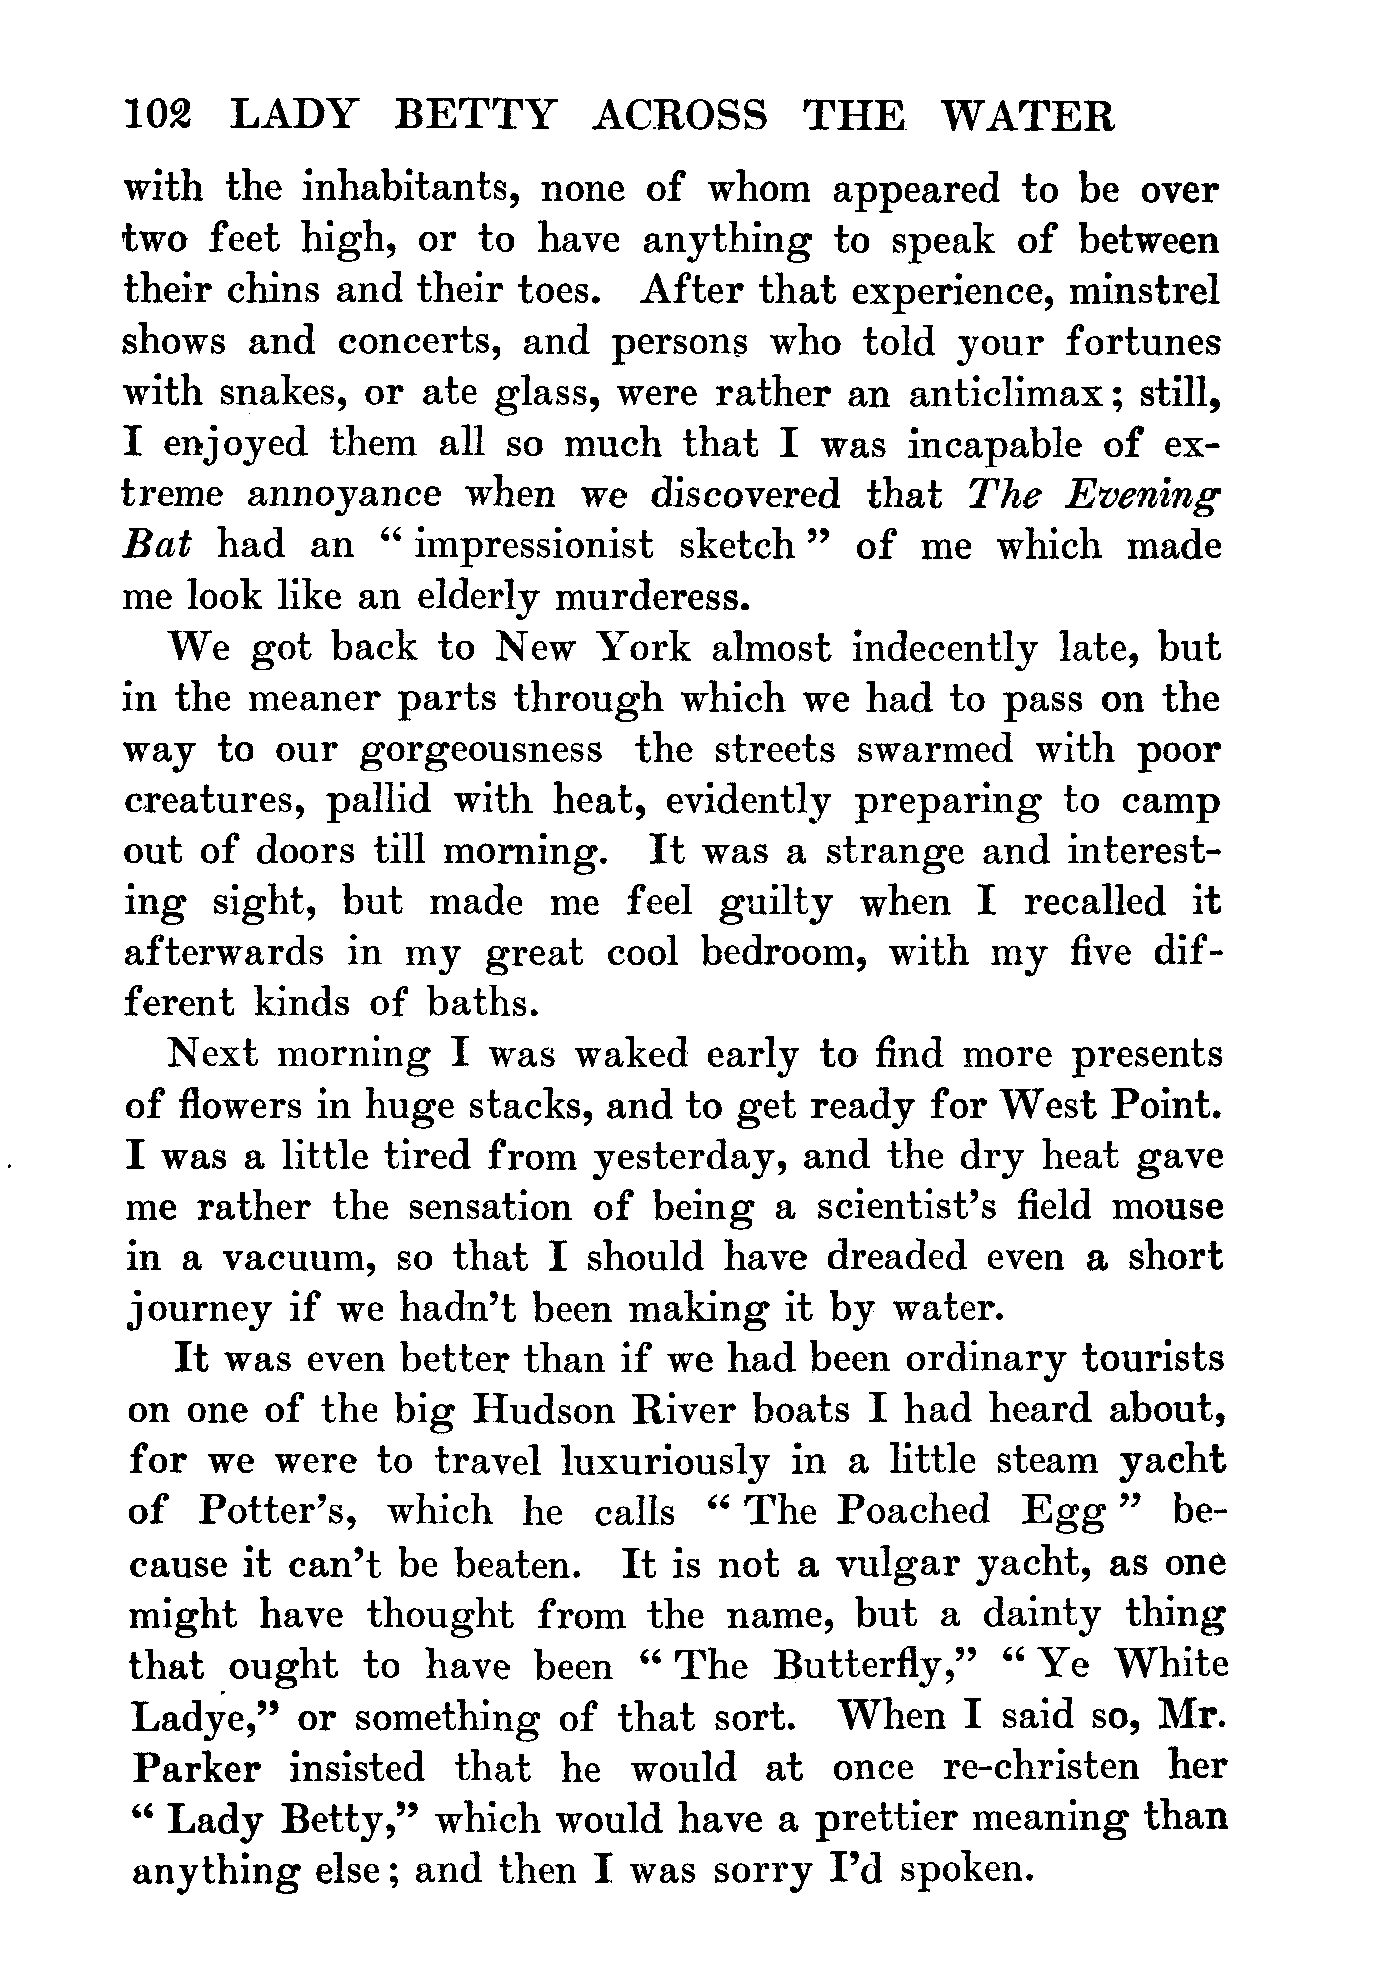 102 LADY BETTY ACROSS THE WATER
with the inhabitants, none of whom appeared to be over
two feet high, or to have anything to speak of between
their chins and their toes. After that experience, minstrel
shows and concerts, and persons who told your fortunes
with snakes, or ate glass, were rather an anticlimax; still,
I enjoyed them all so much that I was incapable of ex-
treme annoyance when we discovered that The Evening
Bat had an “ impressionist sketch ” of me which made
me look like an elderly murderess.
We got back to New York almost indecently late, but
in the meaner parts through which we had to pass on the
way to our gorgeousness the streets swarmed with poor
creatures, pallid with heat, evidently preparing to camp
out of doors till morning. It was a strange and interest-
ing sight, but made me feel guilty when I recalled it
afterwards in my great cool bedroom, with my five dif-
ferent kinds of baths.
Next morning I was waked early to find more presents
of flowers in huge stacks, and to get ready for West Point.
I was a little tired from yesterday, and the dry heat gave
me rather the sensation of being a scientist’s field mouse
in a vacuum, so that I should have dreaded even a short
journey if we hadn’t been making it by water.
It was even better than if we had been ordinary tourists
on one of the big Hudson River boats I had heard about,
for we were to travel luxuriously in a little steam yacht
of Potter’s, which he calls “ The Poached Egg ” be-
cause it can’t be beaten. It is not a vulgar yacht, as one
might have thought from the name, but a dainty thing
that ought to have been “ The Butterfly,” “ Ye White
Ladye,” or something of that sort. When I said so, Mr.
Parker insisted that he would at once re-christen her
“ Lady Betty,” which would have a prettier meaning than
anything else; and then I was sorry I’d spoken.